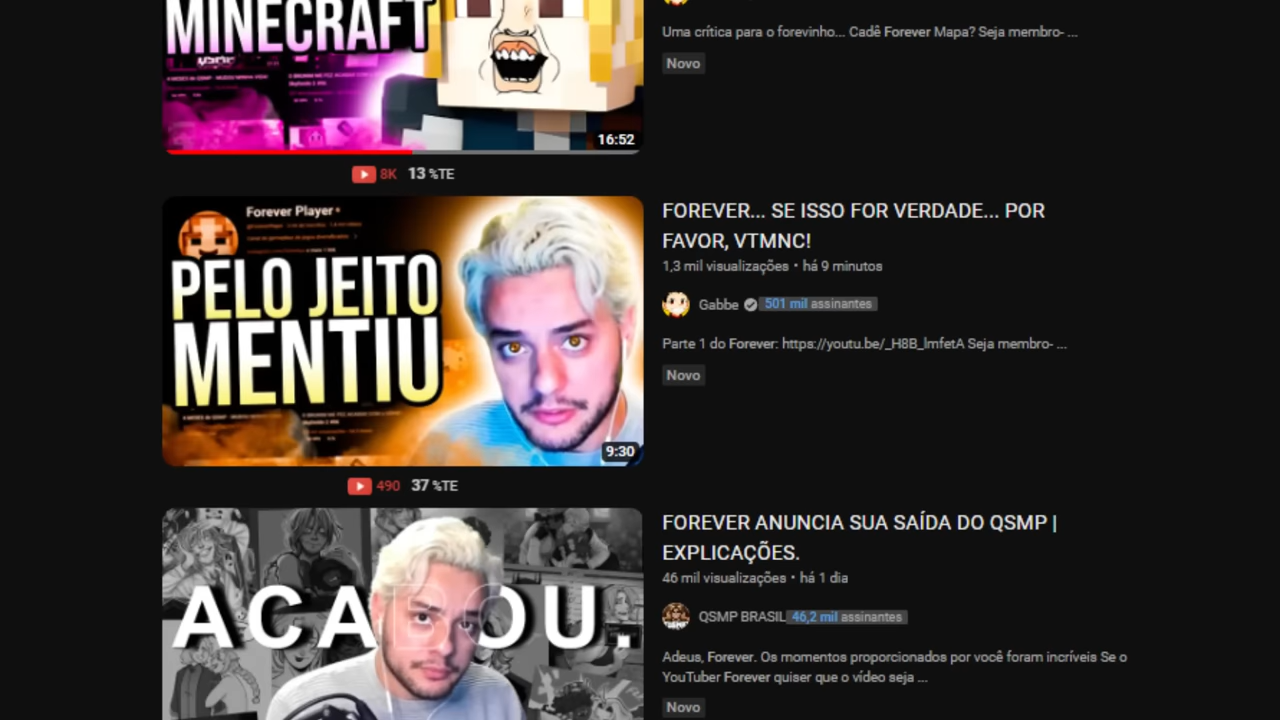 MINECRAFT
16:52
Uma crítica para o forevinho... Cadê Forever Mapa? Seja membro- ...
Novo
8K 13 %TE
Forever Player
PELO JEITO
MENTIU
9:30
FOREVER... SE ISSO FOR VERDADE... POR
FAVOR, VTMNC!
1,3 mil visualizações • há 9 minutos
Gabbe 501 mil assinantes
Parte 1 do Forever: https://youtu.be/_H8B_lmfetA Seja membro- ...
Novo
490 37 %TE
ACABOU.
FOREVER ANUNCIA SUA SAÍDA DO QSMP |
EXPLICAÇÕES.
46 mil visualizações • há 1 dia
QSMP BRASIL 46,2 mil assinantes
Adeus, Forever. Os momentos proporcionados por você foram incríveis Se o
YouTuber Forever quiser que o vídeo seja ...
Novo